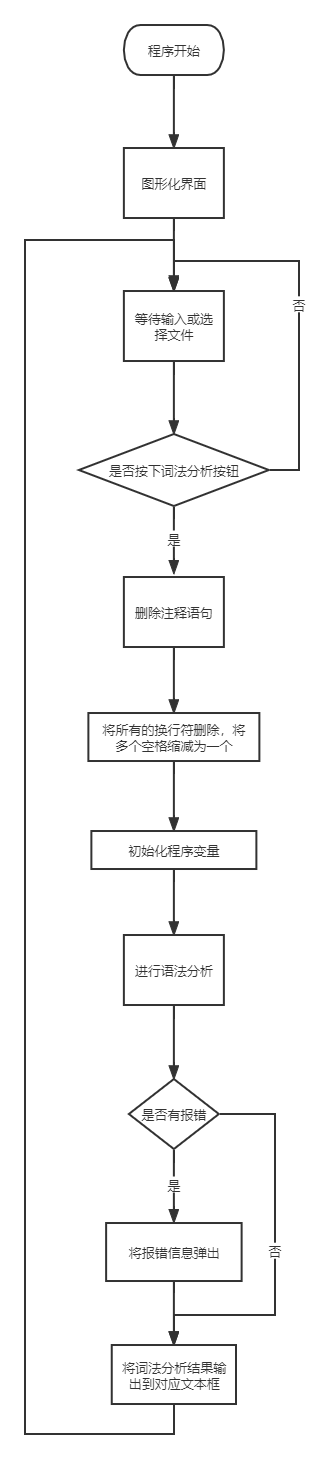 程序开始
图形化界面
否
等待输入或选
择文件
是否按下词法分析按钮
是
删除注释语句
将所有的换行符删除，将
多个空格缩减为一个
初始化程序变量
进行语法分析
是否有报错
是
否
将报错信息弹出
将词法分析结果输
出到对应文本框